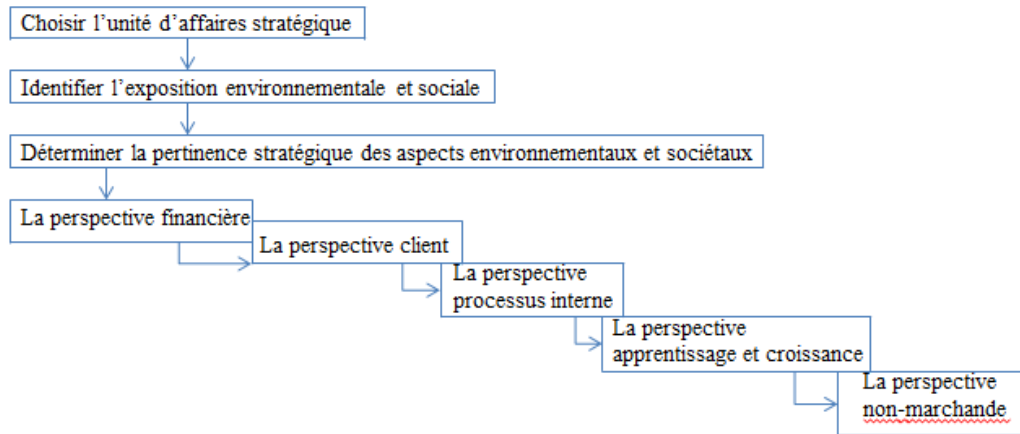 Choisir l’unité d’affaires stratégique
Identifier l’exposition environnementale et sociale
Déterminer la pertinence stratégique des aspects environnementaux et sociétaux
La perspective financière
La perspective client
La perspective
processus interne
La perspective
apprentissage et croissance
La perspective
non-marchande